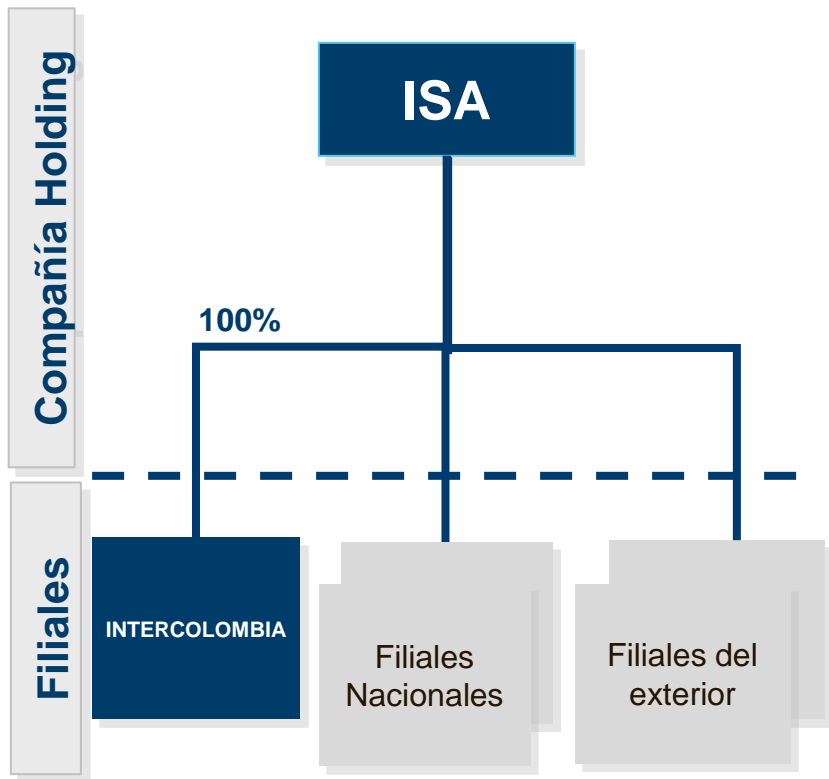 Compañía Holding
ISA
100%
Filiales
INTERCOLOMBIA
Filiales
Nacionales
Filiales del
exterior